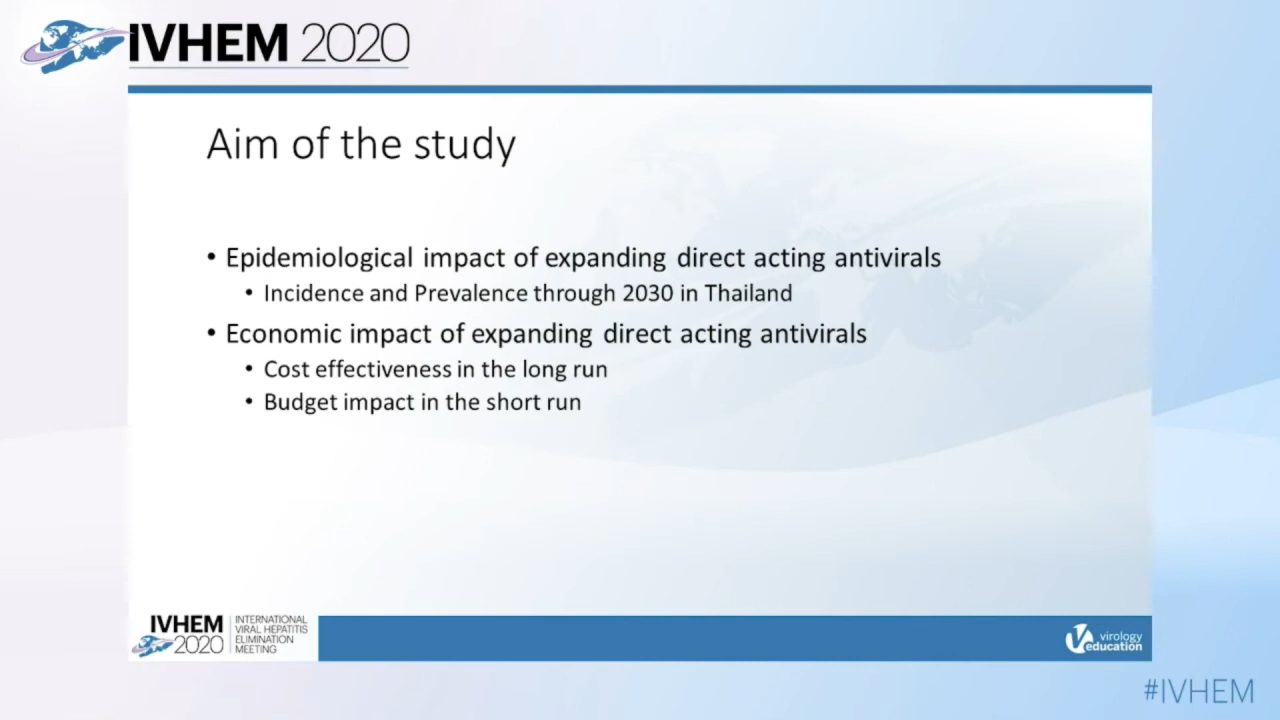 IVHEM 2020
Aim of the study
• Epidemiological impact of expanding direct acting antivirals
• Incidence and Prevalence through 2030 in Thailand
• Economic impact of expanding direct acting antivirals
• Cost effectiveness in the long run
• Budget impact in the short run
IVHEM
2020
INTERNATIONAL
VIRAL HEPATITIS
ELIMINATION
MEETING
virology
education
#IVHEM